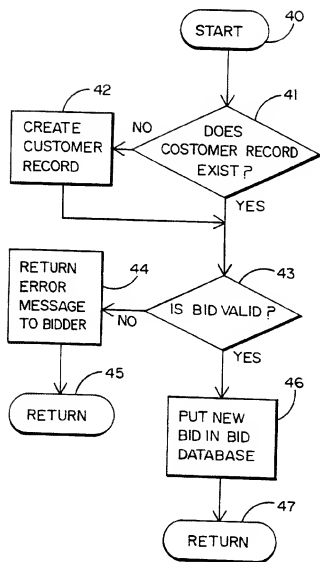 START
40
41
42
CREATE
CUSTOMER
RECORD
NO
DOES
COSTOMER RECORD
EXIST?
YES
43
44
RETURN
ERROR
MESSAGE
TO BIDDER
NO
IS BID VALID?
YES
45
RETURN
46
PUT NEW
BID IN BID
DATABASE
47
RETURN